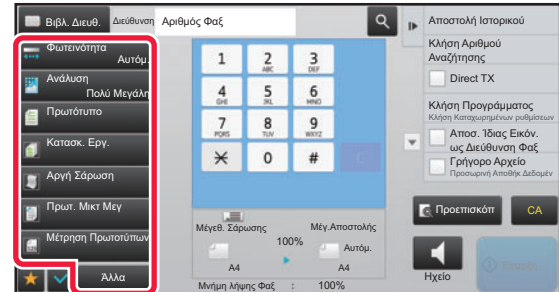 Βιβλ. Διευθ.
Διεύθυνση
Αριθμός Φαξ
Φωτεινότητα
Αυτόμ.
Ανάλυση
Πολύ Μεγάλη
Πρωτότυπο
Κατασκ. Εργ.
Αργή Σάρωση
Πρωτ. Μικτ Μεγ
Μέτρηση Πρωτοτύπων
Άλλα
1
2 ABC
3 DEF
4 GHI
5 JKL
6 MNO
7 PQRS
8 TUV
9 WXYZ
0
#
C
Μέγεθ. Σάρωσης
Μέγ.Αποστολής
100%
Αυτόμ.
A4
A4
Μνήμη λήψης Φαξ : 100%
Αποστολή Ιστορικού
Κλήση Αριθμού
Αναζήτησης
Direct TX
Κλήση Προγράμματος
Κλήση Καταχωρημένων ρυθμίσεων
Αποσ. Ίδιας Εικόν.
ως Διεύθυνση Φαξ
Γρήγορο Αρχείο
Προσωρινή Αποθήκ Δεδομέν
Προεπισκόπ
CA
Ηχείο
Έναρξη